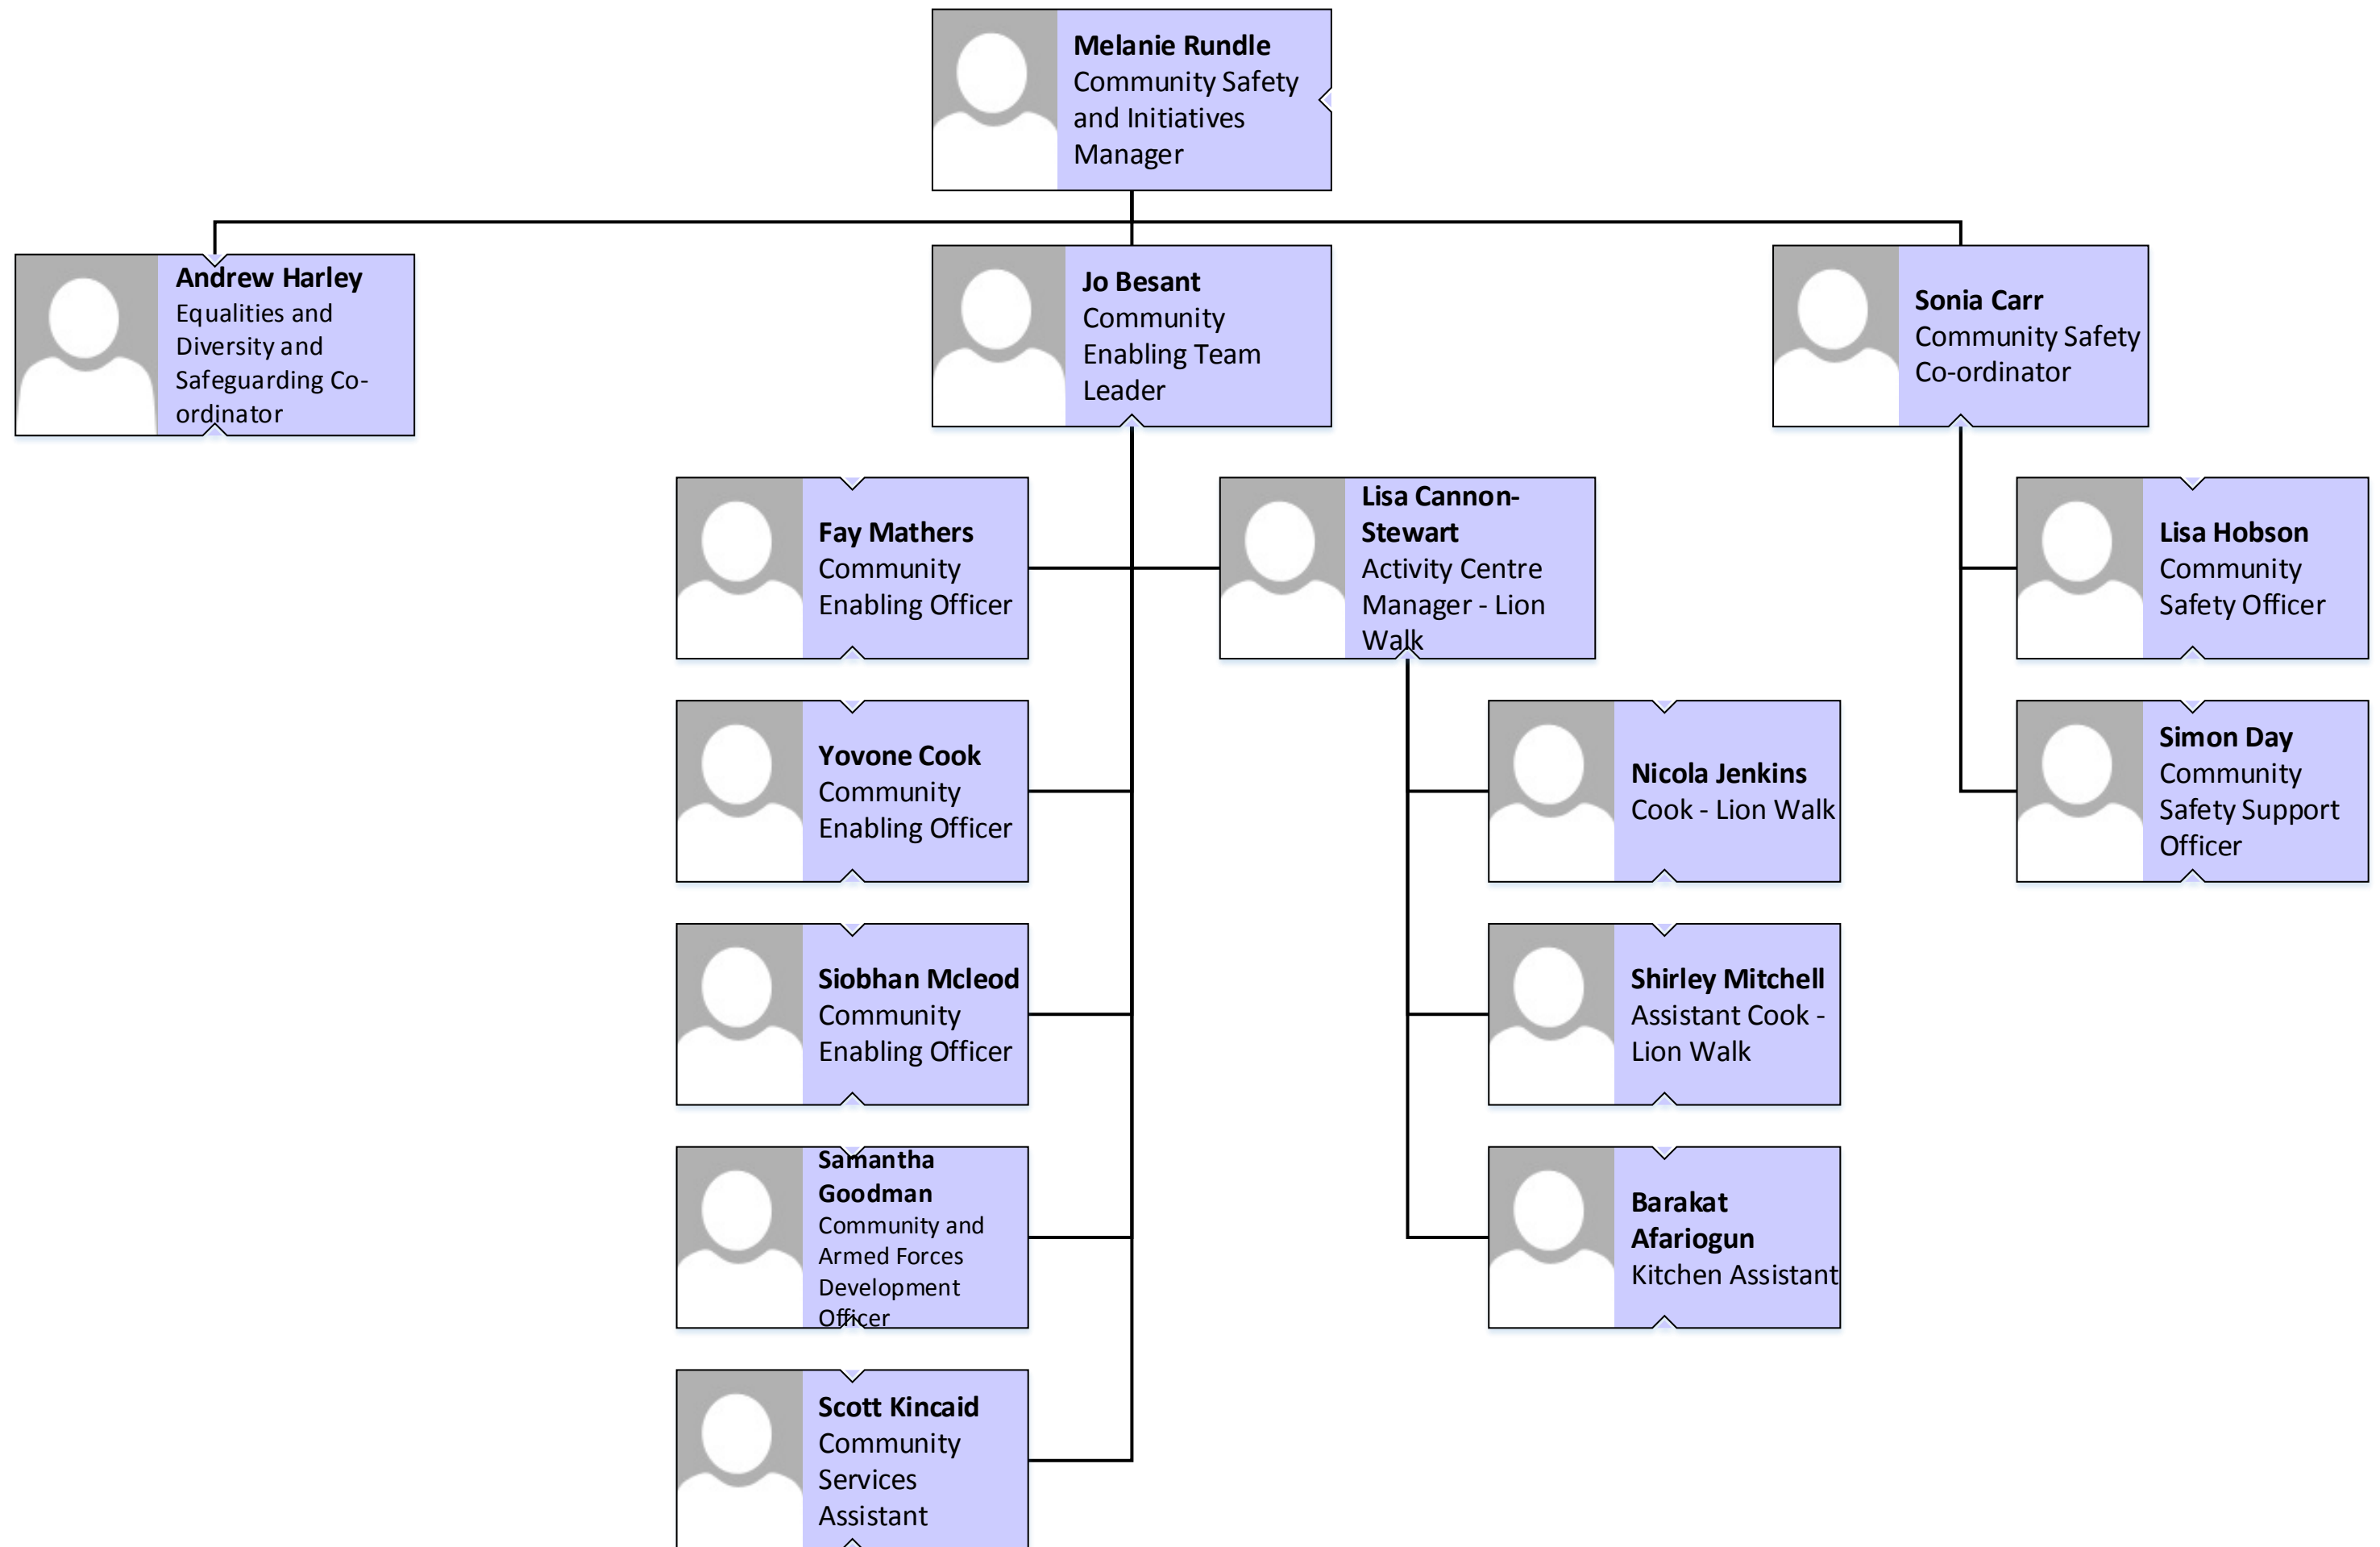 Melanie Rundle
Community Safety
and Initiatives
Manager
Andrew Harley
Equalities and
Diversity and
Safeguarding Co-
ordinator
Jo Besant
Community
Enabling Team
Leader
Sonia Carr
Community Safety
Co-ordinator
Fay Mathers
Community
Enabling Officer
Lisa Cannon-
Stewart
Activity Centre
Manager - Lion
Walk
Lisa Hobson
Community
Safety Officer
Yovone Cook
Community
Enabling Officer
Nicola Jenkins
Cook - Lion Walk
Simon Day
Community
Safety Support
Officer
Siobhan Mcleod
Community
Enabling Officer
Shirley Mitchell
Assistant Cook -
Lion Walk
Samantha
Goodman
Community and
Armed Forces
Development
Officer
Barakat
Afariogun
Kitchen Assistant
Scott Kincaid
Community
Services
Assistant